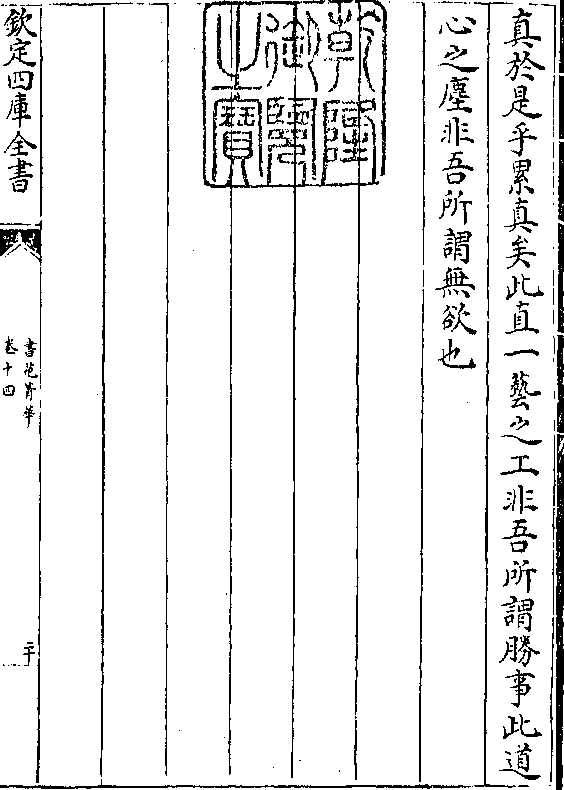 真於是乎累真矣此直一藝之工非吾所謂勝事此道
心之塵非吾所謂無欲也
乾隆
御覽
之寶
欽定四庫全書
書苑菁華
卷十四
二十